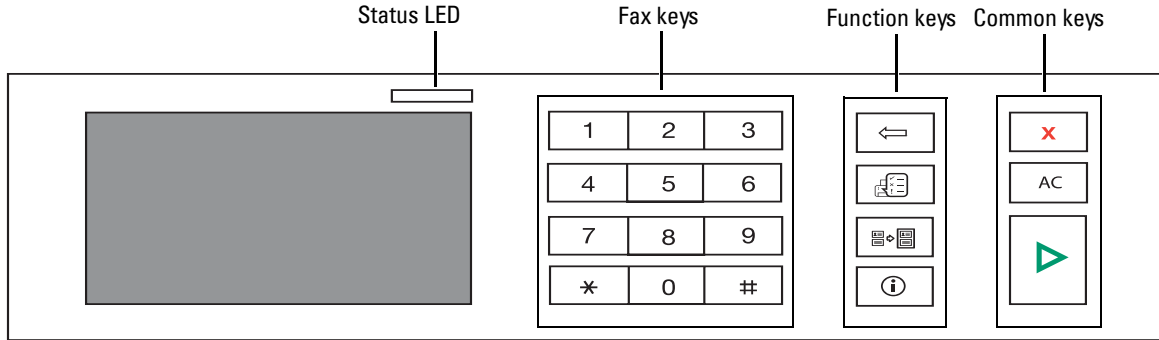 Status LED
Fax keys
Function keys
Common keys
1 2 3
4 5 6
7 8 9
* 0 #
x
AC
i